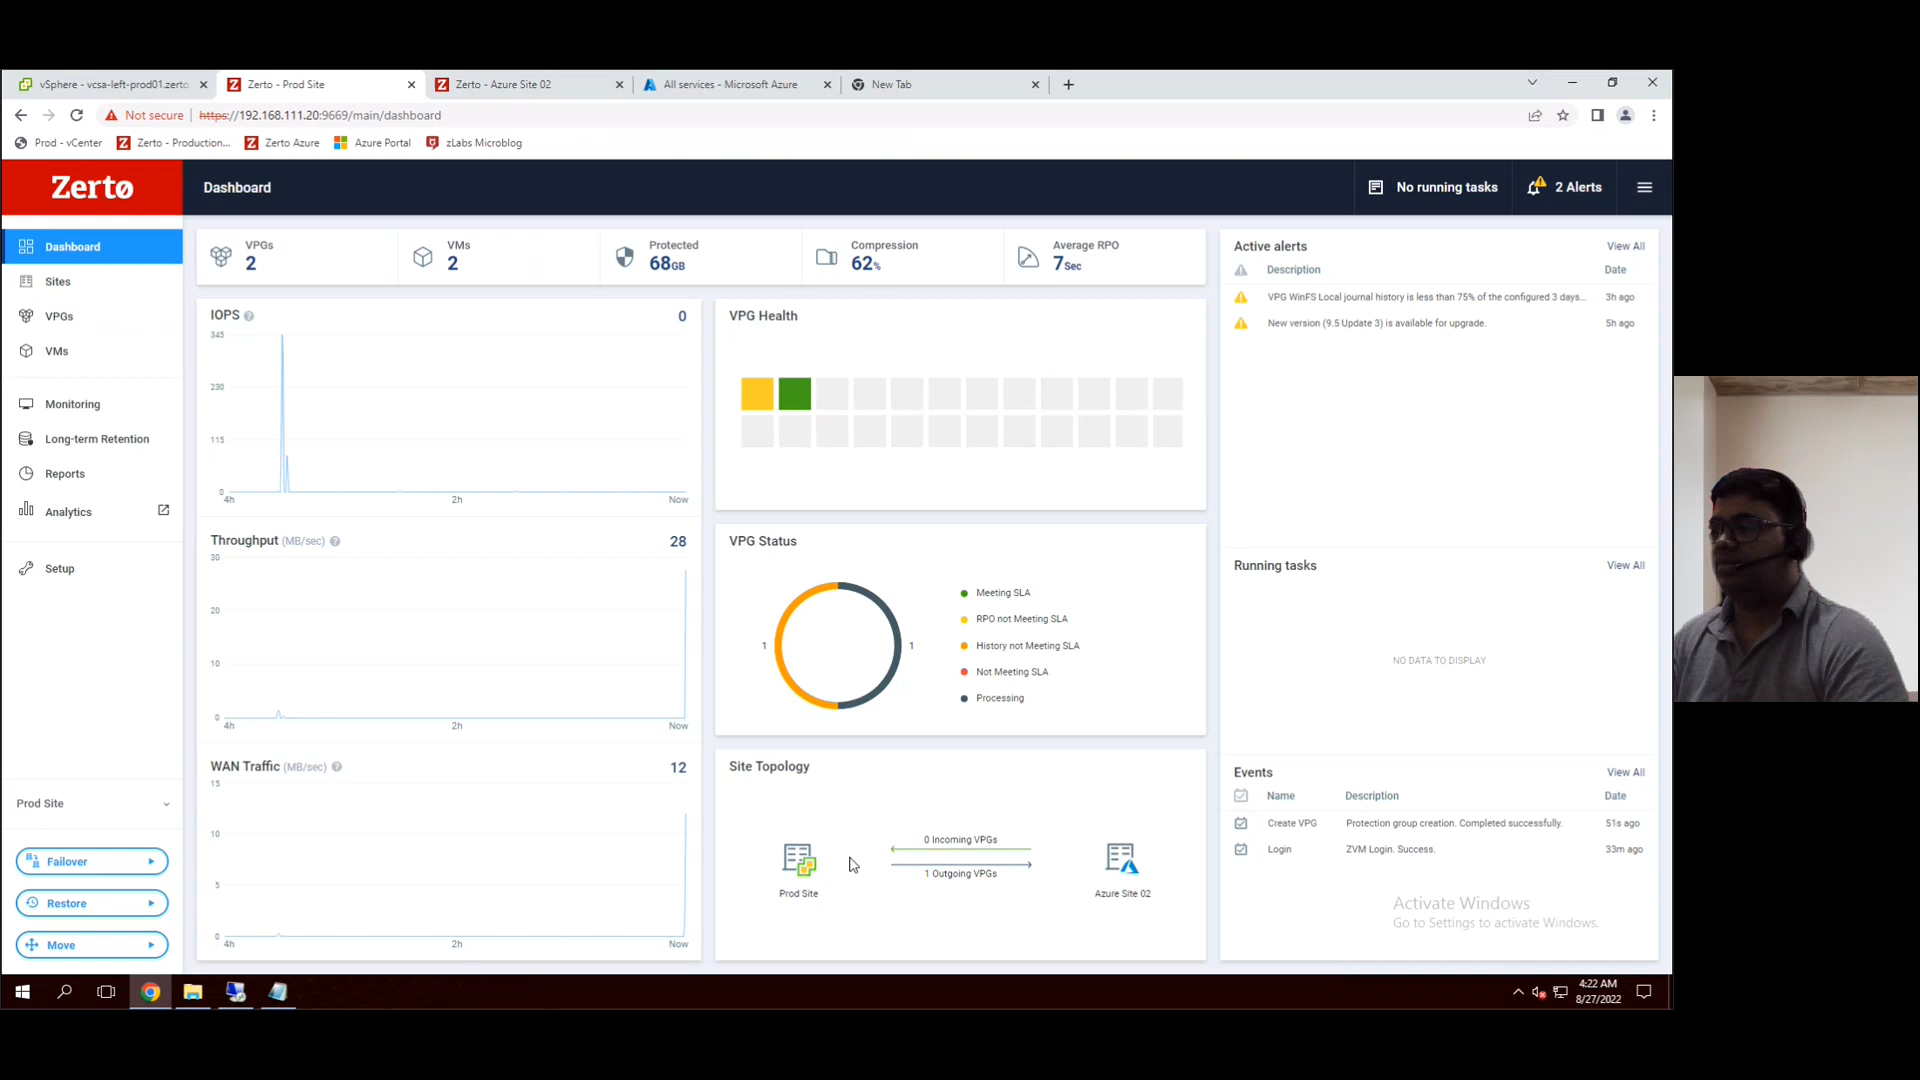 vSphere - vcsa-left-prod01.zerto.
Zerto - Prod Site
Zerto - Azure Site 02
All services - Microsoft Azure
New Tab
Not secure
https://192.168.111.20:9669/main/dashboard
Prod - vCenter
Zerto - Production...
Zerto Azure
Azure Portal
zLabs Microblog
Zertø
Dashboard
No running tasks
2 Alerts
Dashboard
Sites
VPGs
VMs
Monitoring
Long-term Retention
Reports
Analytics
Setup
Prod Site
Failover
Restore
Move
VPGs
2
VMs
2
Protected
68GB
Compression
62%
Average RPO
7Sec
IOPS
0
345
230
115
0
4h
2h
Now
Throughput (MB/sec)
28
30
20
10
0
4h
2h
Now
WAN Traffic (MB/sec)
12
15
10
5
0
4h
2h
Now
VPG Health
VPG Status
1
1
Meeting SLA
RPO not Meeting SLA
History not Meeting SLA
Not Meeting SLA
Processing
Site Topology
0 Incoming VPGs
1 Outgoing VPGs
Prod Site
Azure Site 02
Active alerts
View All
Description
Date
VPG WinFS Local journal history is less than 75% of the configured 3 days...
3h ago
New version (9.5 Update 3) is available for upgrade.
5h ago
Running tasks
View All
NO DATA TO DISPLAY
Events
View All
Name
Description
Date
Create VPG
Protection group creation. Completed successfully.
51s ago
Login
ZVM Login. Success.
33m ago
Activate Windows
Go to Settings to activate Windows.
4:22 AM
8/27/2022